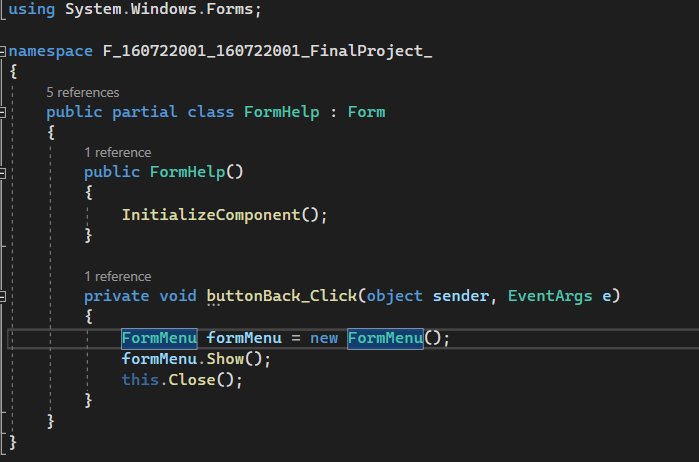 using System.Windows.Forms;
namespace F_160722001_160722001_FinalProject_
{
5 references
public partial class FormHelp : Form
{
1 reference
public FormHelp()
{
InitializeComponent();
}
1 reference
private void buttonBack_Click(object sender, EventArgs e)
{
FormMenu formMenu = new FormMenu();
formMenu.Show();
this.Close();
}
}
}